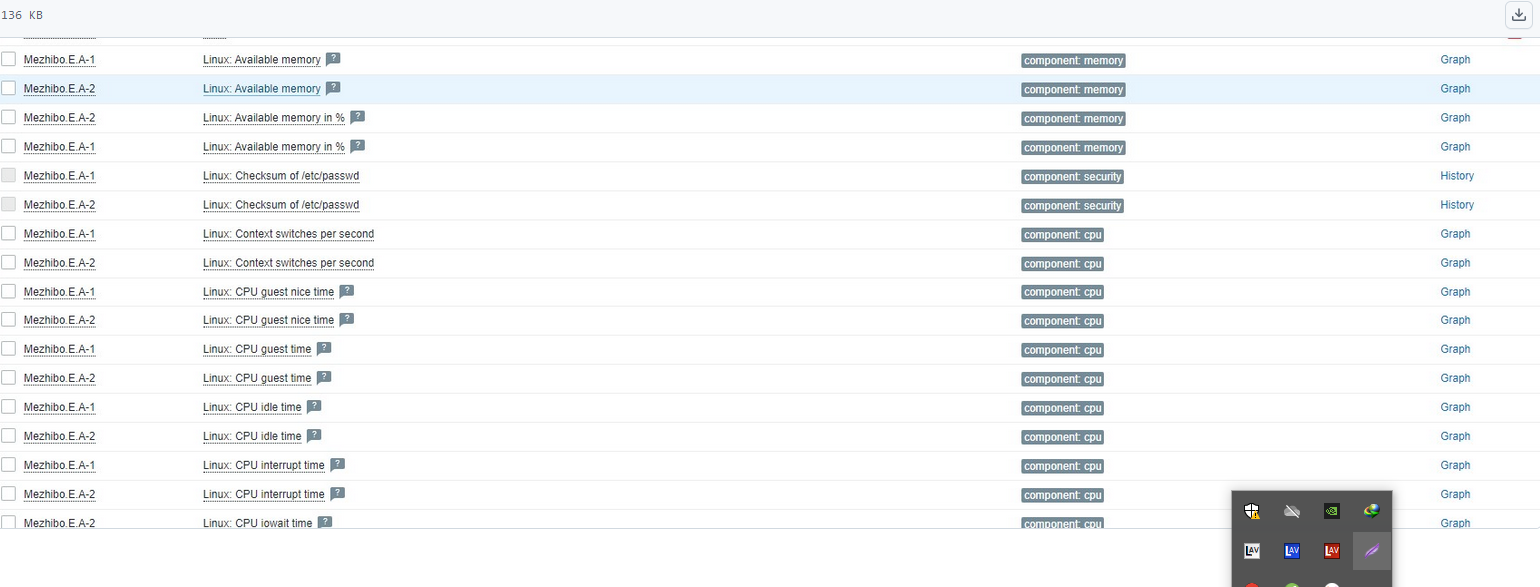 136 KB
Mezhibo.E.A-1 Linux: Available memory ? component: memory Graph
Mezhibo.E.A-2 Linux: Available memory ? component: memory Graph
Mezhibo.E.A-2 Linux: Available memory in % ? component: memory Graph
Mezhibo.E.A-1 Linux: Available memory in % ? component: memory Graph
Mezhibo.E.A-1 Linux: Checksum of /etc/passwd component: security History
Mezhibo.E.A-2 Linux: Checksum of /etc/passwd component: security History
Mezhibo.E.A-1 Linux: Context switches per second component: cpu Graph
Mezhibo.E.A-2 Linux: Context switches per second component: cpu Graph
Mezhibo.E.A-1 Linux: CPU guest nice time ? component: cpu Graph
Mezhibo.E.A-2 Linux: CPU guest nice time ? component: cpu Graph
Mezhibo.E.A-1 Linux: CPU guest time ? component: cpu Graph
Mezhibo.E.A-2 Linux: CPU guest time ? component: cpu Graph
Mezhibo.E.A-1 Linux: CPU idle time ? component: cpu Graph
Mezhibo.E.A-2 Linux: CPU idle time ? component: cpu Graph
Mezhibo.E.A-1 Linux: CPU interrupt time ? component: cpu Graph
Mezhibo.E.A-2 Linux: CPU interrupt time ? component: cpu Graph
Mezhibo.E.A-2 Linux: CPU iowait time ? component: cpu Graph
LAV LAV LAV